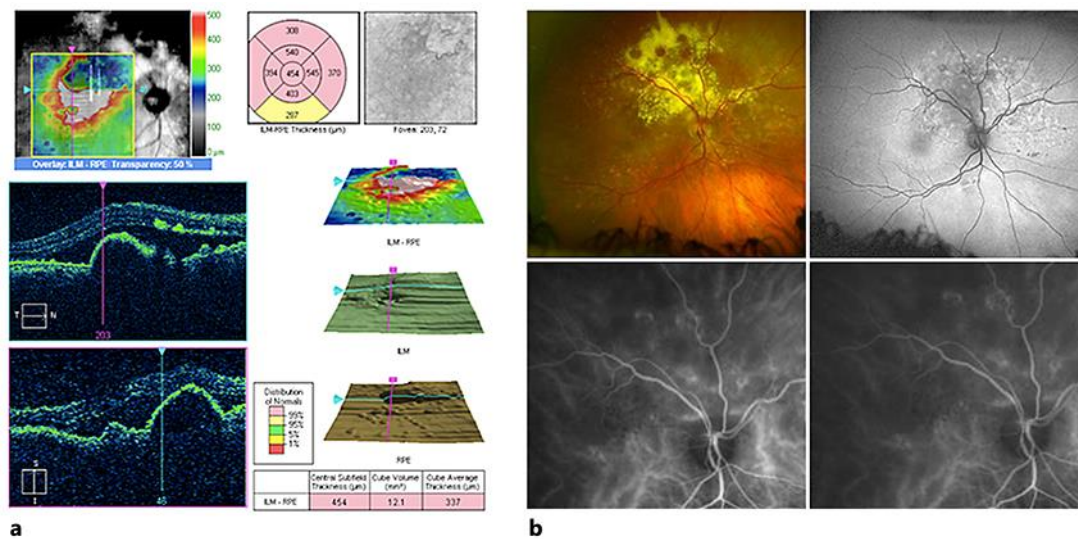 500
400
300
200
100
0 µm
Overlay: ILM - RPE Transparency: 50 %
308
540
394 454 545 370
403
287
ILM-RPE Thickness (µm)
Fovea: 203, 72
ILM - RPE
T N
203
ILM
Distribution
of Normals
99%
95%
5%
1%
RPE
S
I
46
Central Subfield Thickness (µm)
Cube Volume (mm³)
Cube Average Thickness (µm)
ILM - RPE 454 12.1 337
a
b